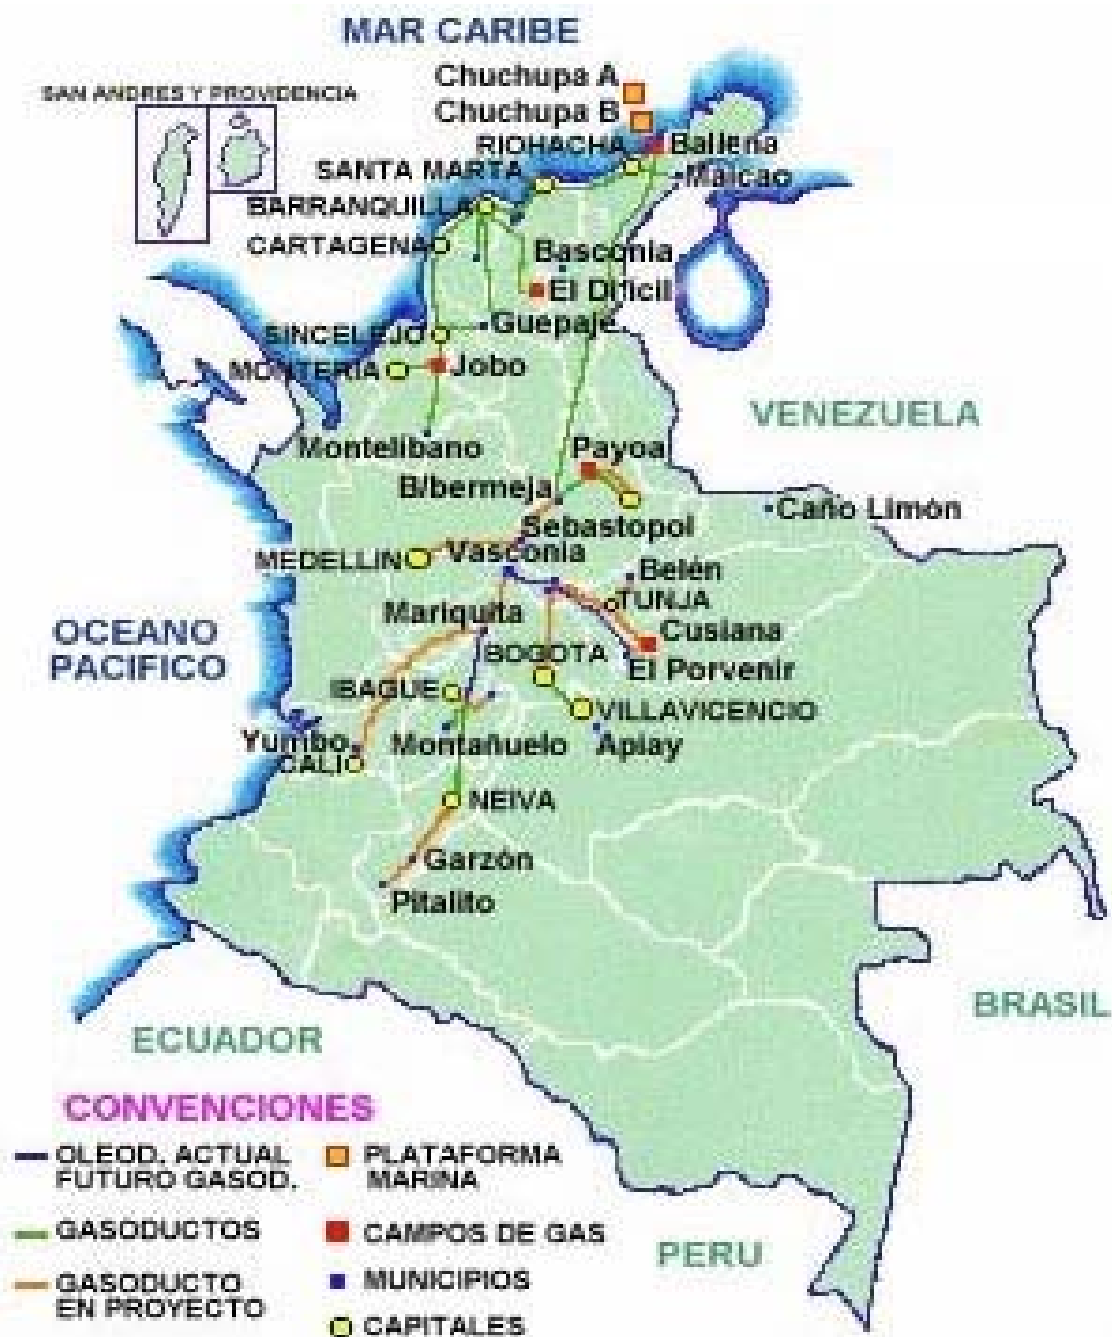 MAR CARIBE
Chuchupa A
SAN ANDRES Y PROVIDENCIA
Chuchupa B
RIOHACHA
Ballena
SANTA MARTA
Maicao
BARRANQUILLA
CARTAGENA
Basconia
El Dificil
Guepaje
SINCELEJO
MONTERIA
Jobo
VENEZUELA
Montelibano
Payoa
B/bermeja
Caño Limón
Sebastopol
MEDELLIN
Vasconia
Belén
TUNJA
Mariquita
OCEANO
PACIFICO
Cusiana
BOGOTA
El Porvenir
IBAGUE
VILLAVICENCIO
Yumbo
Montañuelo
Apiay
CALI
NEIVA
Garzón
Pitalito
BRASIL
ECUADOR
PERU
CONVENCIONES
OLEOD. ACTUAL
FUTURO GASOD.
GASODUCTOS
GASODUCTO
EN PROYECTO
PLATAFORMA
MARINA
CAMPOS DE GAS
MUNICIPIOS
CAPITALES